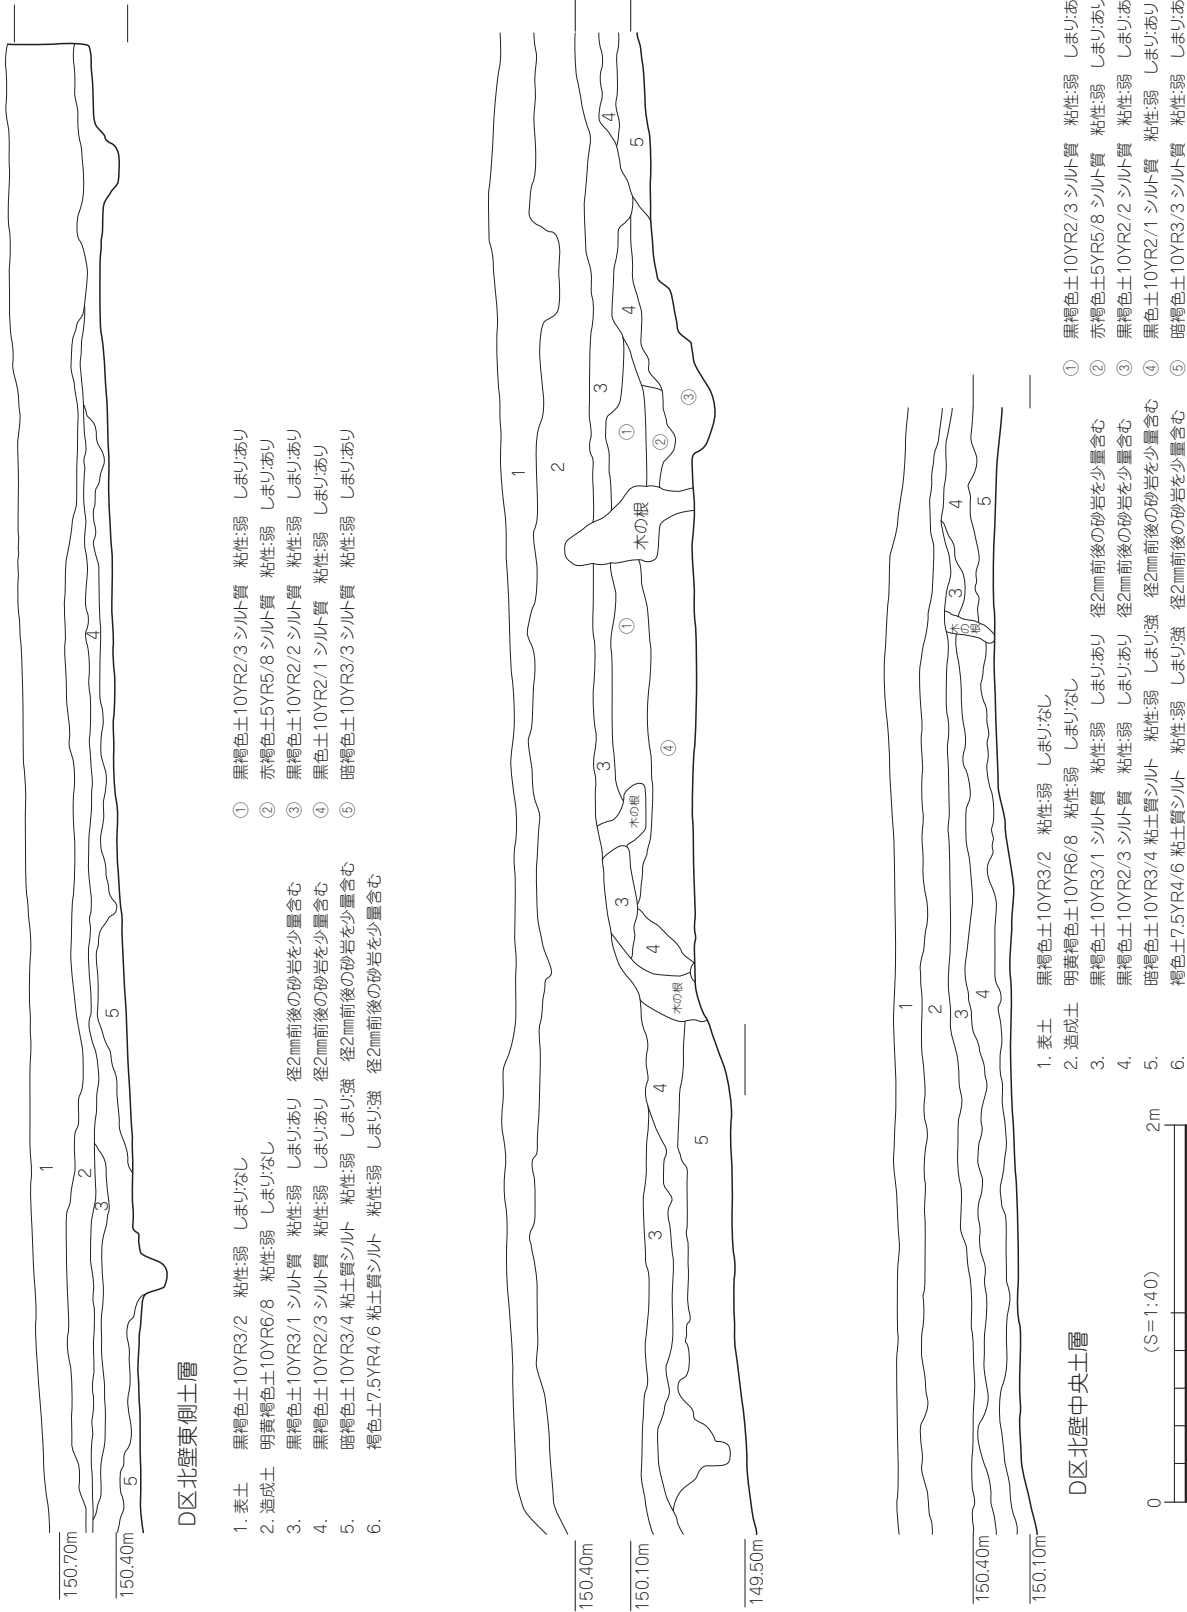 150.70m
150.40m
1
2
3
4
5
5
D区北壁東側土層
1. 表土 黒褐色土10YR3/2 粘性:弱 しまり:なし
2. 造成土 明黄褐色土10YR6/8 粘性:弱 しまり:なし
3. 黒褐色土10YR3/1 シルト質 粘性:弱 しまり:あり 径2㎜前後の砂岩を少量含む
4. 黒褐色土10YR2/3 シルト質 粘性:弱 しまり:あり 径2㎜前後の砂岩を少量含む
5. 暗褐色土10YR3/4 粘土質シルト 粘性:弱 しまり:強 径2㎜前後の砂岩を少量含む
6. 褐色土7.5YR4/6 粘土質シルト 粘性:弱 しまり:強 径2㎜前後の砂岩を少量含む
① 黒褐色土10YR2/3 シルト質 粘性:弱 しまり:あり
② 赤褐色土5YR5/8 シルト質 粘性:弱 しまり:あり
③ 黒褐色土10YR2/2 シルト質 粘性:弱 しまり:あり
④ 黒色土10YR2/1 シルト質 粘性:弱 しまり:あり
⑤ 暗褐色土10YR3/3 シルト質 粘性:弱 しまり:あり
150.40m
150.10m
149.50m
1
2
3
4
5
木の根
4
3
木の根
3
④
①
木の根
①
②
③
3
4
5
4
150.40m
150.10m
1
2
3
4
木の根
3
4
5
D区北壁中央土層
1. 表土 黒褐色土10YR3/2 粘性:弱 しまり:なし
2. 造成土 明黄褐色土10YR6/8 粘性:弱 しまり:なし
3. 黒褐色土10YR3/1 シルト質 粘性:弱 しまり:あり 径2㎜前後の砂岩を少量含む
4. 黒褐色土10YR2/3 シルト質 粘性:弱 しまり:あり 径2㎜前後の砂岩を少量含む
5. 暗褐色土10YR3/4 粘土質シルト 粘性:弱 しまり:強 径2㎜前後の砂岩を少量含む
6. 褐色土7.5YR4/6 粘土質シルト 粘性:弱 しまり:強 径2㎜前後の砂岩を少量含む
① 黒褐色土10YR2/3 シルト質 粘性:弱 しまり:あ
② 赤褐色土5YR5/8 シルト質 粘性:弱 しまり:あり
③ 黒褐色土10YR2/2 シルト質 粘性:弱 しまり:あ
④ 黒色土10YR2/1 シルト質 粘性:弱 しまり:あり
⑤ 暗褐色土10YR3/3 シルト質 粘性:弱 しまり:あ
0 (S=1:40) 2m